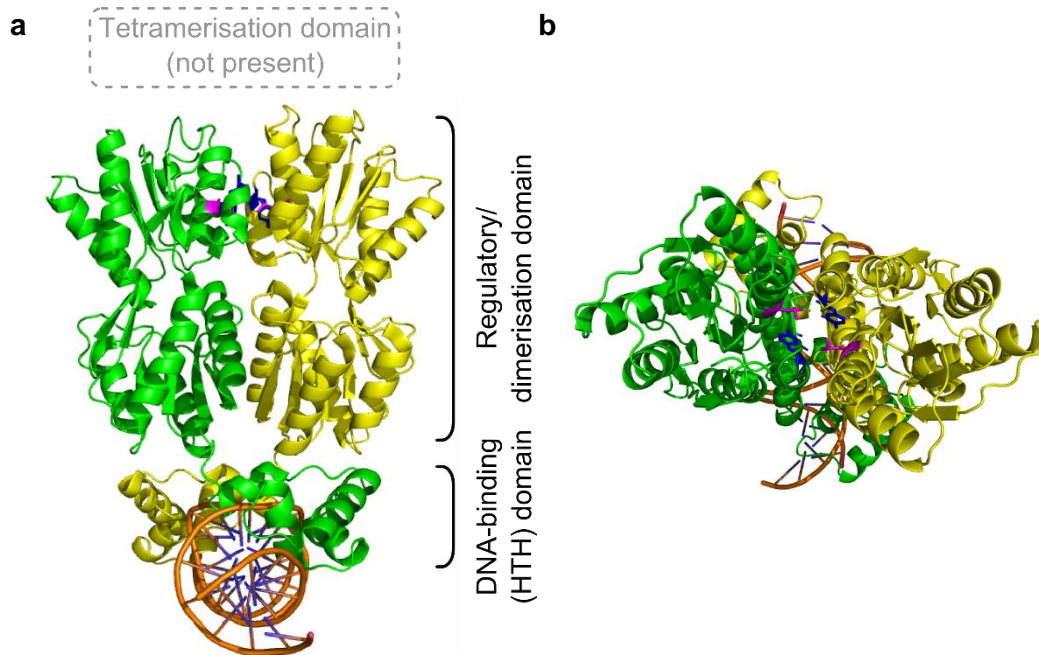 a
Tetramerisation domain
(not present)
b
Regulatory/
dimerisation domain
DNA-binding
(HTH) domain